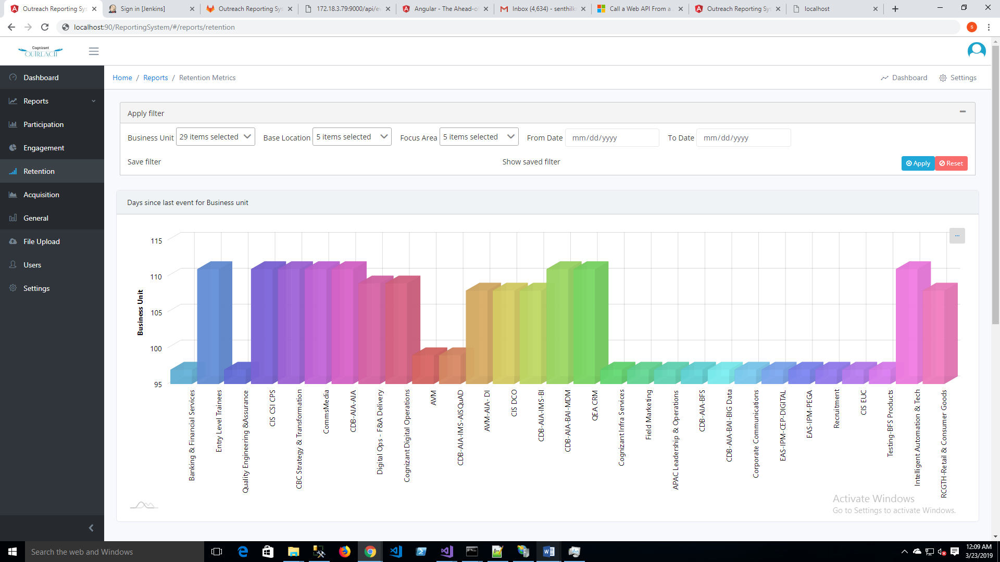 Outreach Reporting Sys
Sign in [Jenkins]
Outreach Reporting Sys
172.18.3.79:9000/api/ev
Angular - The Ahead-o
Inbox (4,634) - senthilk
Call a Web API From a
Outreach Reporting Sys
localhost
localhost:90/ReportingSystem/#/reports/retention
S
Cognizant
OUTREACH
Dashboard
Reports
Participation
Engagement
Retention
Acquisition
General
File Upload
Users
Settings
Home / Reports / Retention Metrics
Dashboard
Settings
Apply filter
Business Unit 29 items selected
Base Location 5 items selected
Focus Area 5 items selected
From Date mm/dd/yyyy
To Date mm/dd/yyyy
Save filter
Show saved filter
Apply
Reset
Days since last event for Business unit
...
Business Unit
115
110
105
100
95
Banking & Financial Services
Entry Level Trainees
Quality Engineering &Assurance
CIS CSI CPS
CBC Strategy & Transformation
CommsMedia
CDB-AIA-AIA
Digital Ops - F&A Delivery
Cognizant Digital Operations
AVM
CDB-AIA-IMS-AISQuAD
AVM-AIA- DI
CIS DCO
CDB-AIA-IMS-BI
CDB-AIA-BAI-MDM
QEA CRM
Cognizant Infra Services
Field Marketing
APAC Leadership & Operations
CDB-AIA-BFS
CDB-AIA-BAI-BIG Data
Corporate Communications
EAS-IPM-CEP-DIGITAL
EAS-IPM-PEGA
Recruitment
CIS EUC
Testing-BFS Products
Intelligent Automation & Tech
RCGTH-Retail & Consumer Goods
Activate Windows
Go to Settings to activate Windows.
Search the web and Windows
12:09 AM
3/23/2019